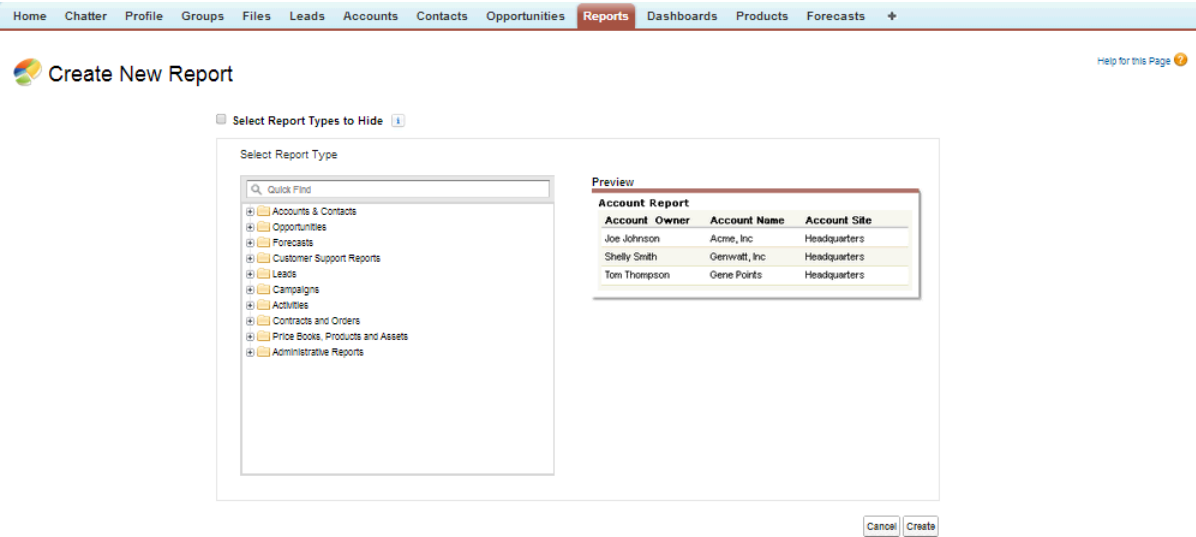 Home Chatter Profile Groups Files Leads Accounts Contacts Opportunities Reports Dashboards Products Forecasts +
Help for this Page ?
Create New Report
Select Report Types to Hide i
Select Report Type
Quick Find
Accounts & Contacts
Opportunities
Forecasts
Customer Support Reports
Leads
Campaigns
Activities
Contracts and Orders
Price Books, Products and Assets
Administrative Reports
Preview
Account Report
Account Owner Account Name Account Site
Joe Johnson Acme, Inc Headquarters
Shelly Smith Genwatt, Inc Headquarters
Tom Thompson Gene Points Headquarters
Cancel Create